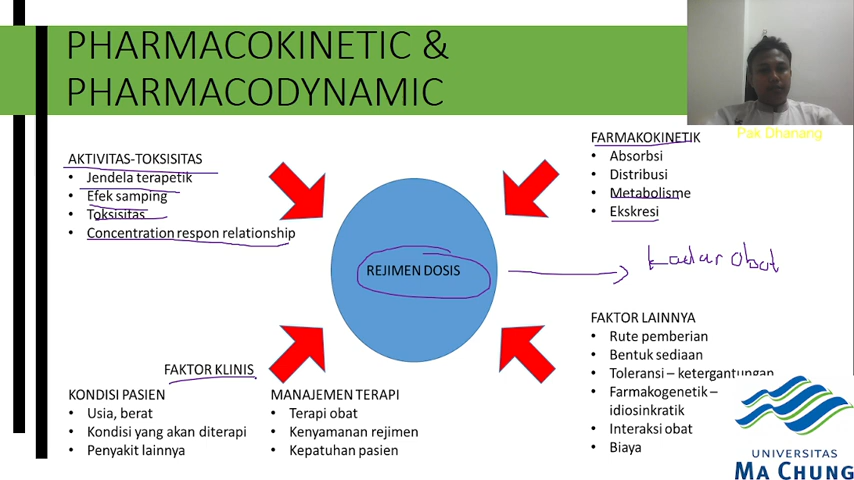 PHARMACOKINETIC &
PHARMACODYNAMIC
Pak Dhanang
AKTIVITAS-TOKSISITAS
• Jendela terapetik
• Efek samping
• Toksisitas
• Concentration respon relationship
FARMAKOKINETIK
• Absorbsi
• Distribusi
• Metabolisme
• Ekskresi
REJIMEN DOSIS
kadar obat
FAKTOR KLINIS
KONDISI PASIEN
• Usia, berat
• Kondisi yang akan diterapi
• Penyakit lainnya
MANAJEMEN TERAPI
• Terapi obat
• Kenyamanan rejimen
• Kepatuhan pasien
FAKTOR LAINNYA
• Rute pemberian
• Bentuk sediaan
• Toleransi – ketergantungan
• Farmakogenetik –
idiosinkratik
• Interaksi obat
• Biaya
UNIVERSITAS
MA CHUNG